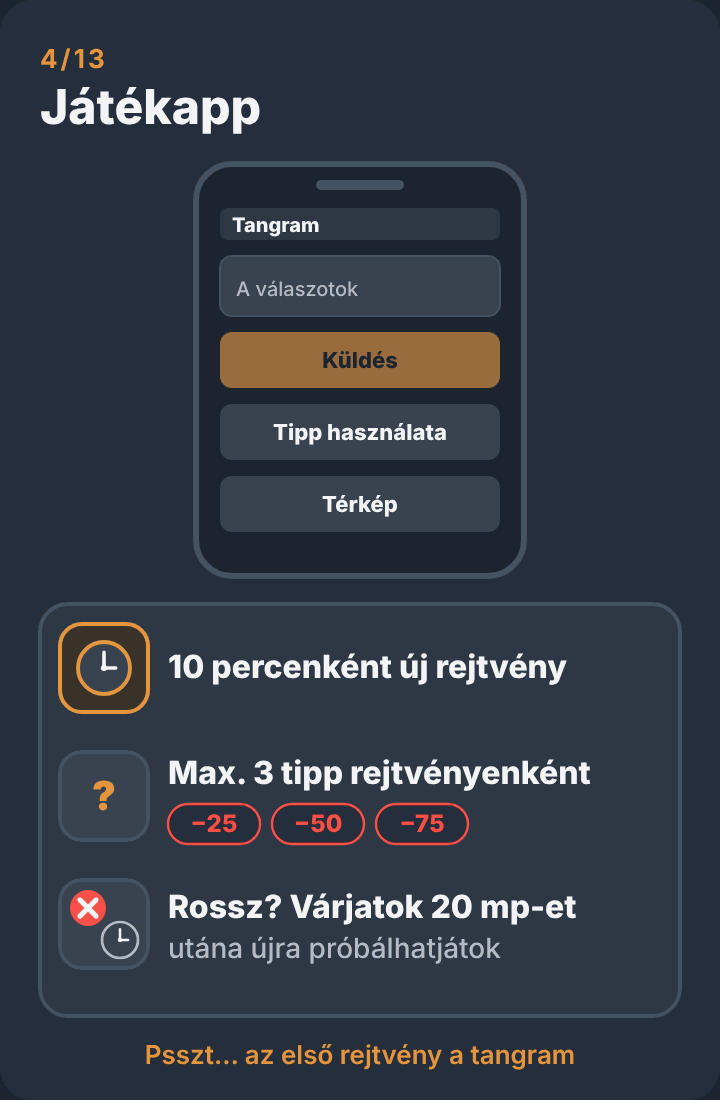 4/13
Játékapp
Tangram
A válaszotok
Küldés
Tipp használata
Térkép
10 percenként új rejtvény
?
Max. 3 tipp rejtvényenként
−25 −50 −75
Rossz? Várjatok 20 mp-et
utána újra próbálhatjátok
Psszt... az első rejtvény a tangram